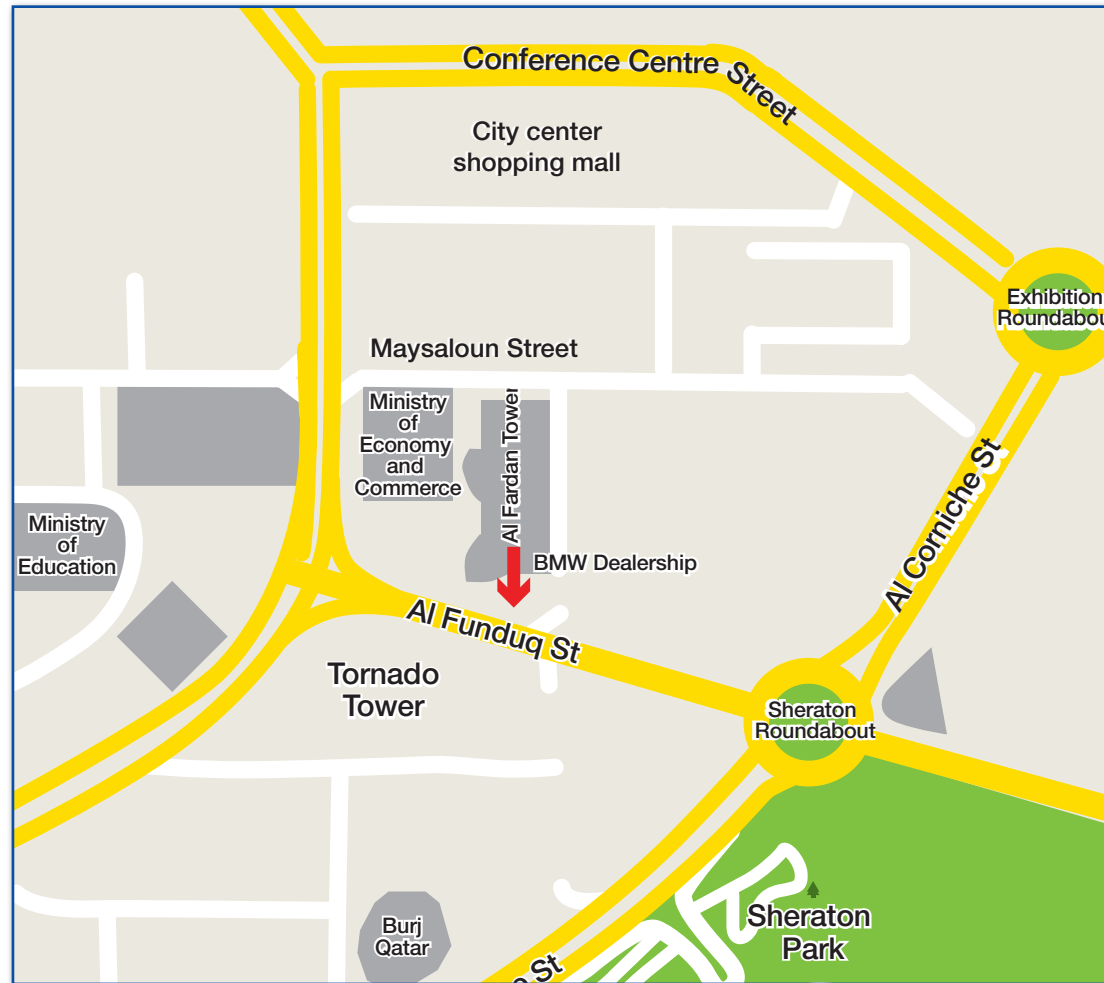 Conference Centre Street
City center
shopping mall
Exhibition
Roundabou
Maysaloun Street
Ministry
of
Economy
and
Commerce
Al Fardan Tower
Ministry
of
Education
BMW Dealership
Al Corniche St
Al Funduq St
Tornado
Tower
Sheraton
Roundabout
Burj
Qatar
Sheraton
Park
e St